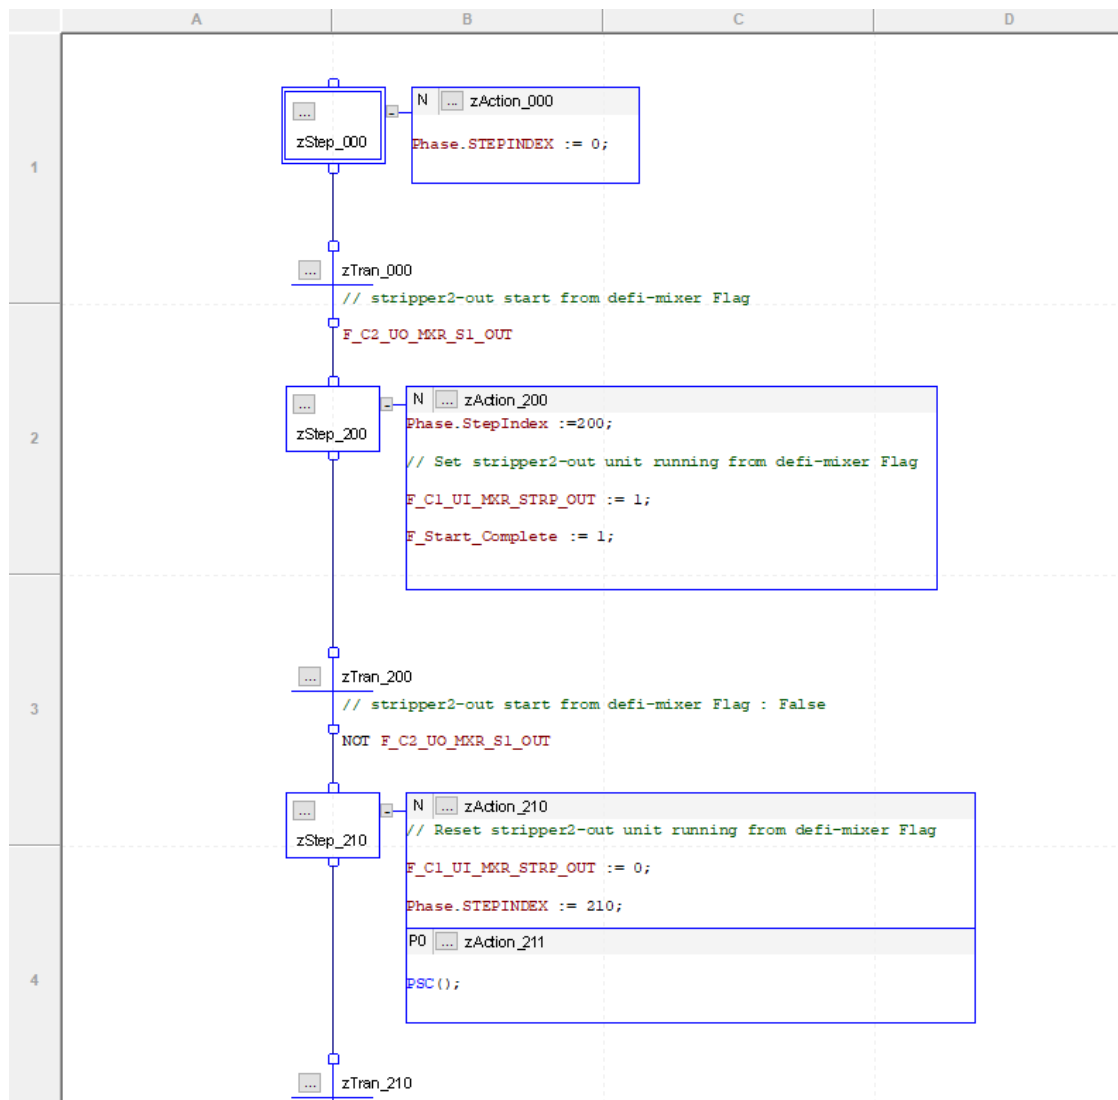 A B C D
1
N ... zAction_000
...
zStep_000
Phase.STEPINDEX := 0;
... zTran_000
// stripper2-out start from defi-mixer Flag
F_C2_UO_MXR_S1_OUT
2
N ... zAction_200
...
zStep_200
Phase.StepIndex :=200;
// Set stripper2-out unit running from defi-mixer Flag
F_C1_UI_MXR_STRP_OUT := 1;
F_Start_Complete := 1;
3
... zTran_200
// stripper2-out start from defi-mixer Flag : False
NOT F_C2_UO_MXR_S1_OUT
N ... zAction_210
...
zStep_210
// Reset stripper2-out unit running from defi-mixer Flag
F_C1_UI_MXR_STRP_OUT := 0;
Phase.STEPINDEX := 210;
P0 ... zAction_211
4
PSC();
... zTran_210